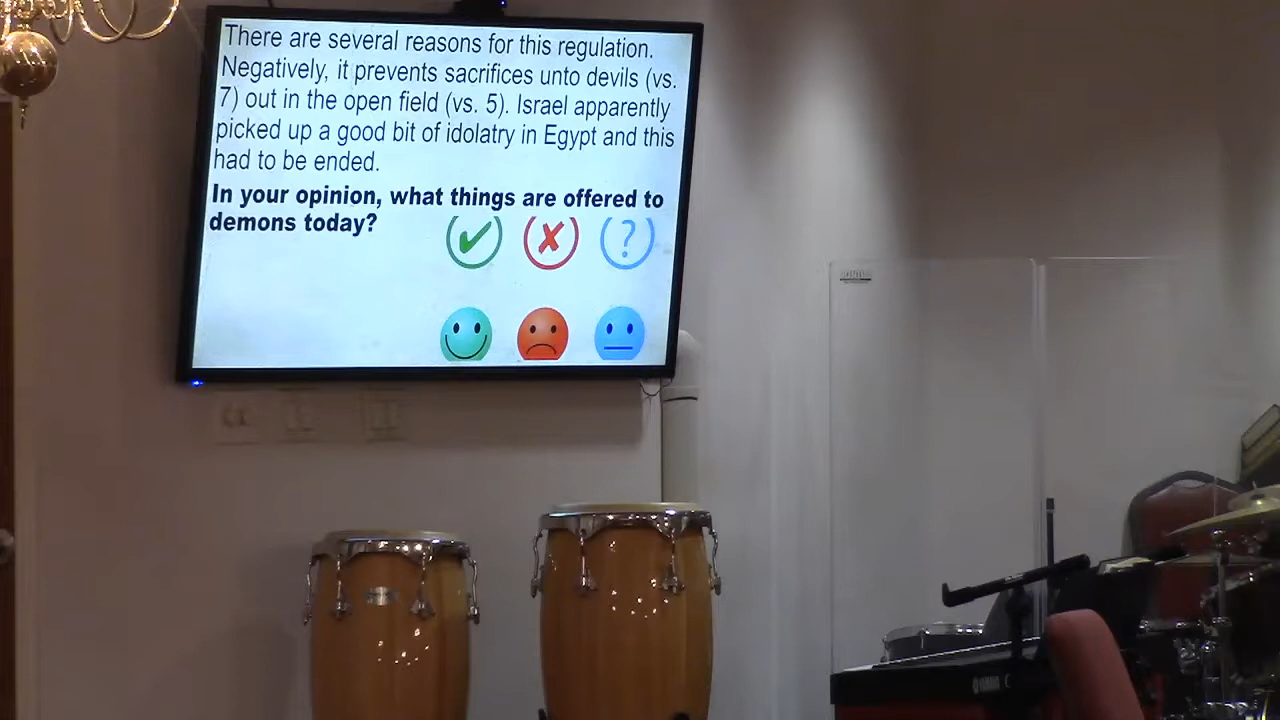 There are several reasons for this regulation.
Negatively, it prevents sacrifices unto devils (vs.
7) out in the open field (vs. 5). Israel apparently
picked up a good bit of idolatry in Egypt and this
had to be ended.
In your opinion, what things are offered to
demons today?
?
YAMAHA